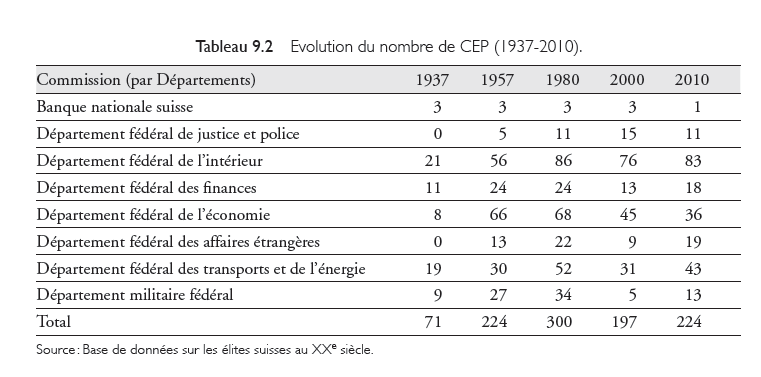 Tableau 9.2 Evolution du nombre de CEP (1937-2010).
Commission (par Départements) 1937 1957 1980 2000 2010
Banque nationale suisse 3 3 3 3 1
Département fédéral de justice et police 0 5 11 15 11
Département fédéral de l’intérieur 21 56 86 76 83
Département fédéral des finances 11 24 24 13 18
Département fédéral de l’économie 8 66 68 45 36
Département fédéral des affaires étrangères 0 13 22 9 19
Département fédéral des transports et de l’énergie 19 30 52 31 43
Département militaire fédéral 9 27 34 5 13
Total 71 224 300 197 224
Source : Base de données sur les élites suisses au XXe siècle.